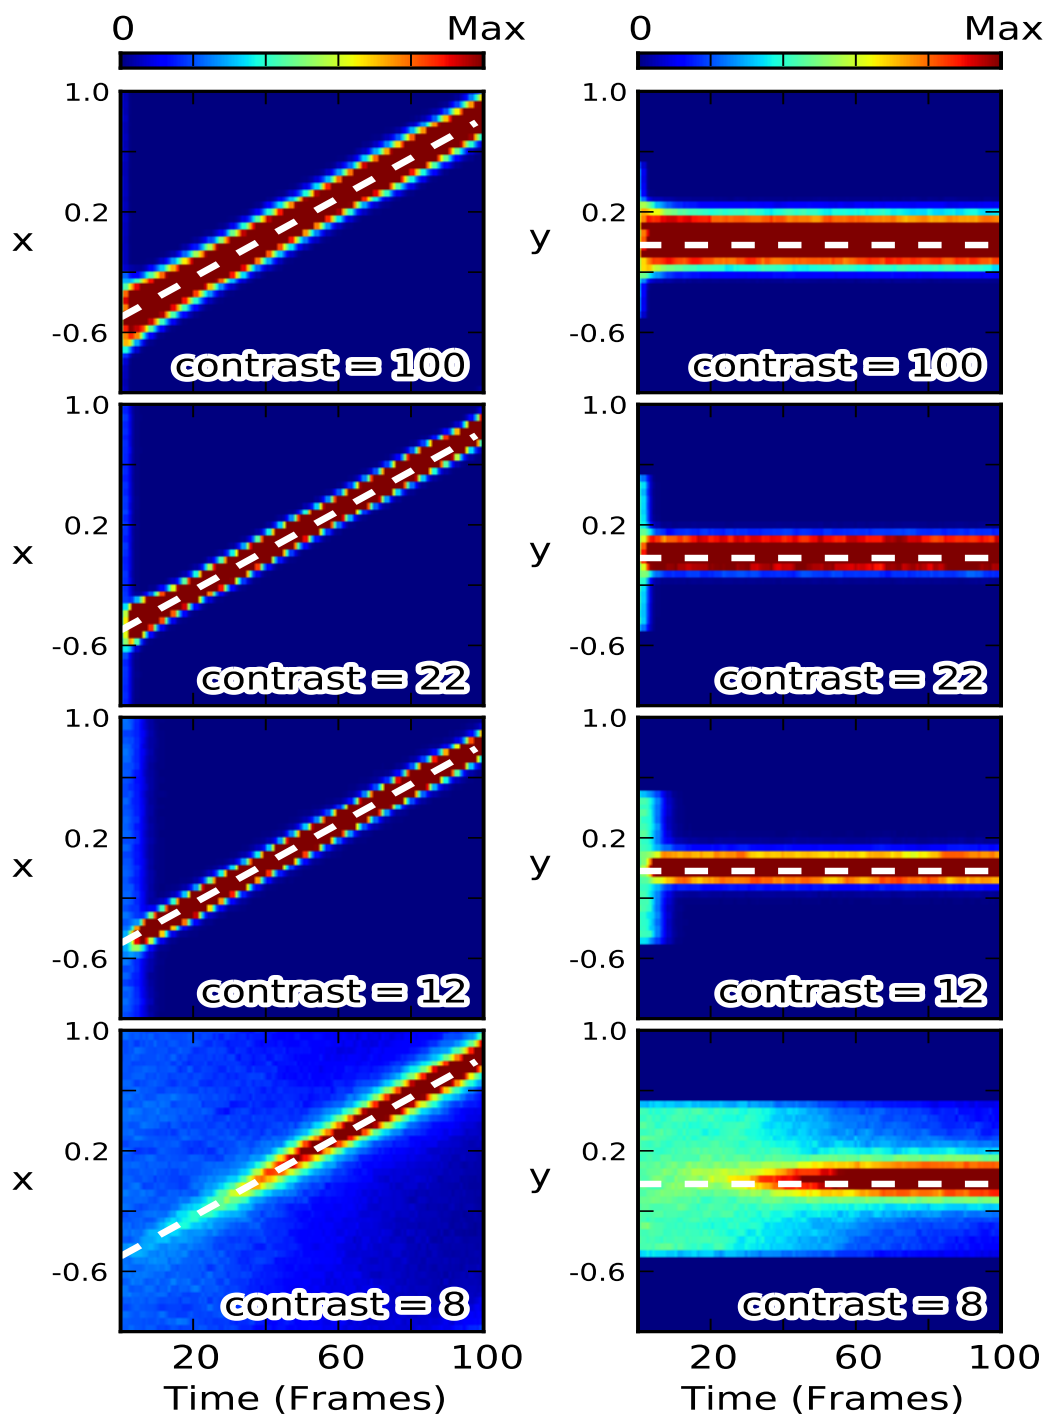 0 Max 0 Max
1.0 1.0
0.2 0.2
x y
-0.6 -0.6
contrast = 100 contrast = 100
1.0 1.0
0.2 0.2
x y
-0.6 -0.6
contrast = 22 contrast = 22
1.0 1.0
0.2 0.2
x y
-0.6 -0.6
contrast = 12 contrast = 12
1.0 1.0
0.2 0.2
x y
-0.6 -0.6
contrast = 8 contrast = 8
20 60 100 20 60 100
Time (Frames) Time (Frames)